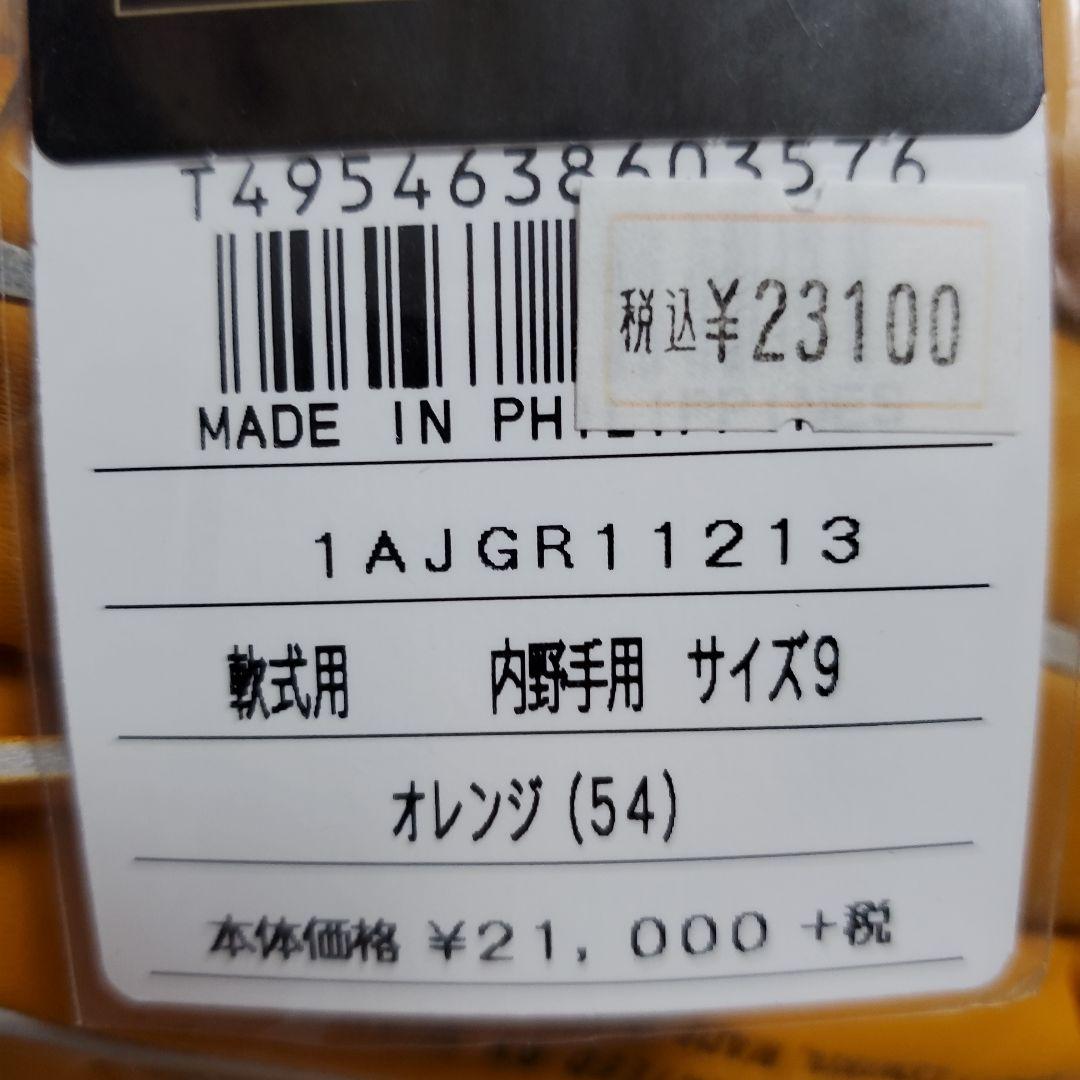 T4954638603576
税込¥23100
MADE IN PHILIPPINES
1AJGR11213
軟式用 内野手用 サイズ9
オレンジ(54)
本体価格 ¥21,000+税